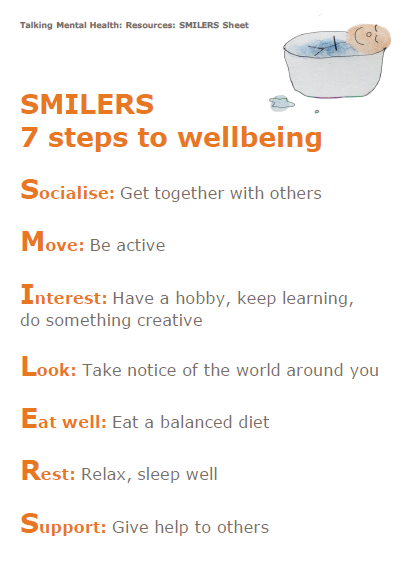 Talking Mental Health: Resources: SMILERS Sheet
SMILERS
7 steps to wellbeing
Socialise: Get together with others
Move: Be active
Interest: Have a hobby, keep learning,
do something creative
Look: Take notice of the world around you
Eat well: Eat a balanced diet
Rest: Relax, sleep well
Support: Give help to others